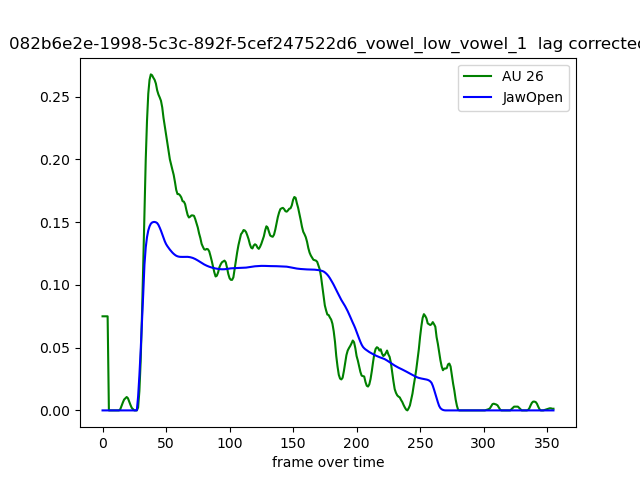 082b6e2e-1998-5c3c-892f-5cef247522d6_vowel_low_vowel_1 lag corrected
AU 26
JawOpen
0.25
0.20
0.15
0.10
0.05
0.00
0 50 100 150 200 250 300 350
frame over time